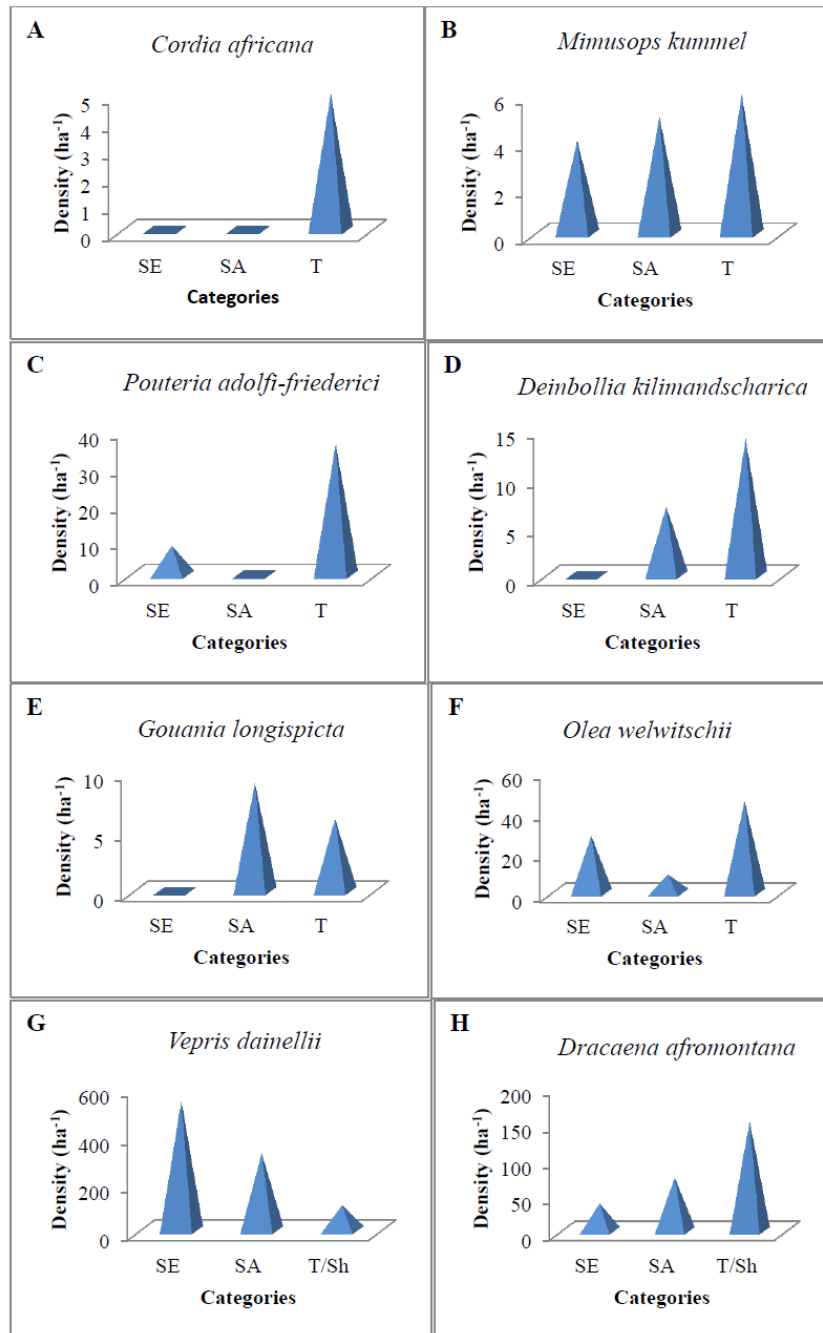 A
Cordia africana
Density (ha⁻¹)
5
4
3
2
1
0
SE SA T
Categories
B
Mimusops kummel
Density (ha⁻¹)
6
4
2
0
SE SA T
Categories
C
Pouteria adolfi-friederici
Density (ha⁻¹)
40
30
20
10
0
SE SA T
Categories
D
Deinbollia kilimandscharica
Density (ha⁻¹)
15
10
5
0
SE SA T
Categories
E
Gouania longispicta
Density (ha⁻¹)
10
5
0
SE SA T
Categories
F
Olea welwitschii
Density (ha⁻¹)
60
40
20
0
SE SA T
Categories
G
Vepris dainellii
Density (ha⁻¹)
600
400
200
0
SE SA T/Sh
Categories
H
Dracaena afromontana
Density (ha⁻¹)
200
150
100
50
0
SE SA T/Sh
Categories